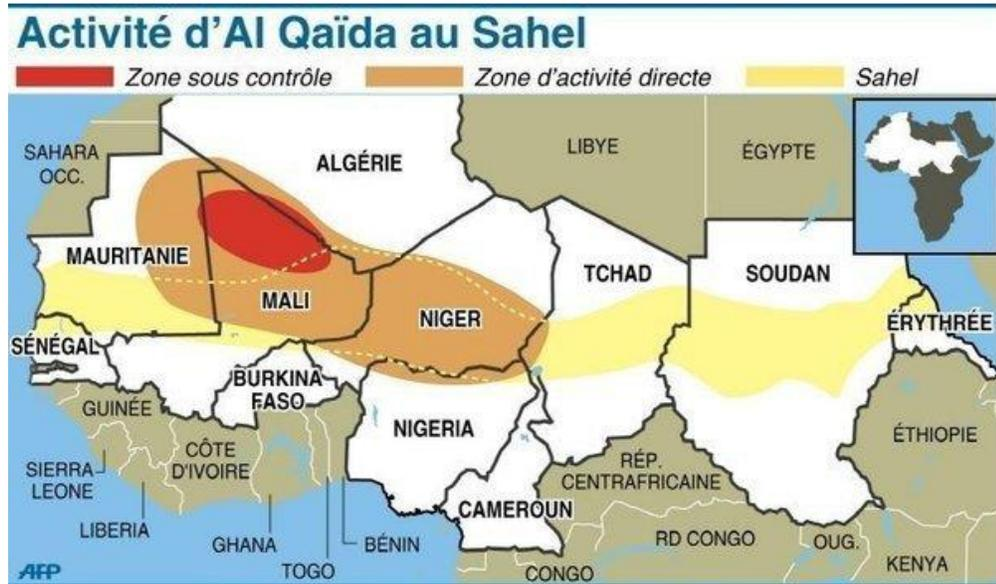 Activité d'Al Qaïda au Sahel
Zone sous contrôle
Zone d'activité directe
Sahel
SAHARA
OCC.
ALGÉRIE
LIBYE
ÉGYPTE
MAURITANIE
MALI
NIGER
TCHAD
SOUDAN
ÉRYTHRÉE
SÉNÉGAL
BURKINA
FASO
NIGERIA
GUINÉE
CÔTE
D'IVOIRE
SIERRA
LEONE
LIBERIA
GHANA
TOGO
BÉNIN
CAMEROUN
RÉP.
CENTRAFRICAINE
ÉTHIOPIE
RD CONGO
OUG.
KENYA
CONGO
AFP